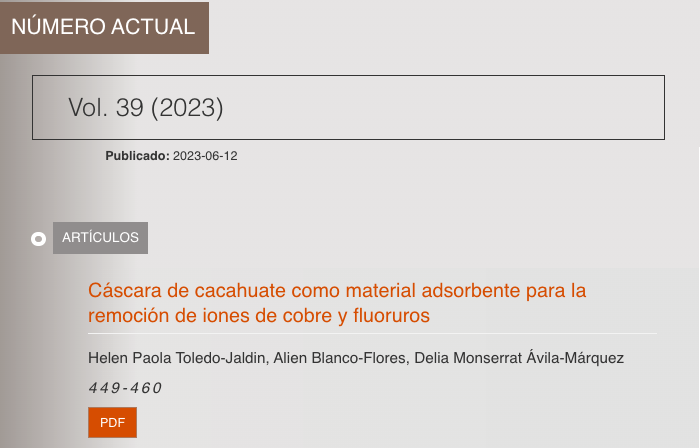 NÚMERO ACTUAL
Vol. 39 (2023)
Publicado: 2023-06-12
ARTÍCULOS
Cáscara de cacahuate como material adsorbente para la
remoción de iones de cobre y fluoruros
Helen Paola Toledo-Jaldin, Alien Blanco-Flores, Delia Monserrat Ávila-Márquez
449-460
PDF